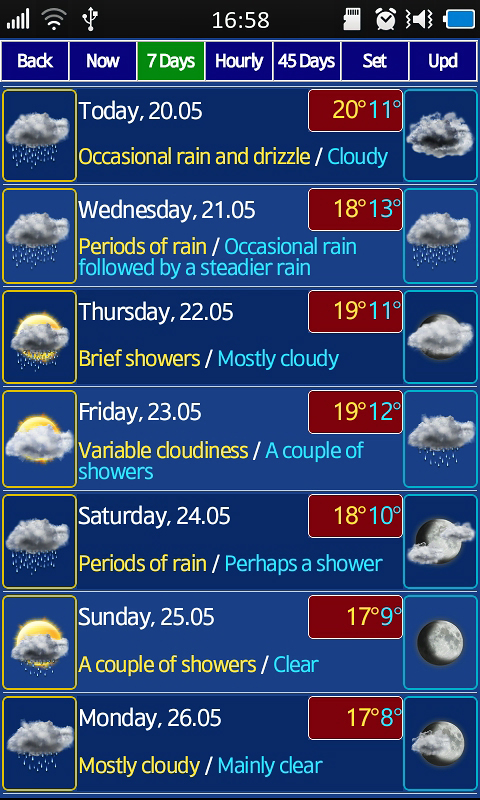 16:58
Back Now 7 Days Hourly 45 Days Set Upd
Today, 20.05 20°11°
Occasional rain and drizzle / Cloudy
Wednesday, 21.05 18°13°
Periods of rain / Occasional rain
followed by a steadier rain
Thursday, 22.05 19°11°
Brief showers / Mostly cloudy
Friday, 23.05 19°12°
Variable cloudiness / A couple of
showers
Saturday, 24.05 18°10°
Periods of rain / Perhaps a shower
Sunday, 25.05 17°9°
A couple of showers / Clear
Monday, 26.05 17°8°
Mostly cloudy / Mainly clear